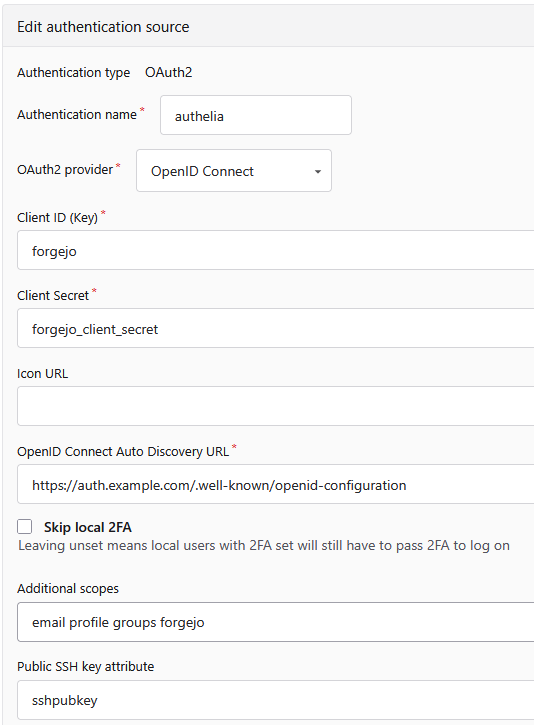 Edit authentication source
Authentication type OAuth2
Authentication name * authelia
OAuth2 provider * OpenID Connect
Client ID (Key) *
forgejo
Client Secret *
forgejo_client_secret
Icon URL
OpenID Connect Auto Discovery URL *
https://auth.example.com/.well-known/openid-configuration
Skip local 2FA
Leaving unset means local users with 2FA set will still have to pass 2FA to log on
Additional scopes
email profile groups forgejo
Public SSH key attribute
sshpubkey